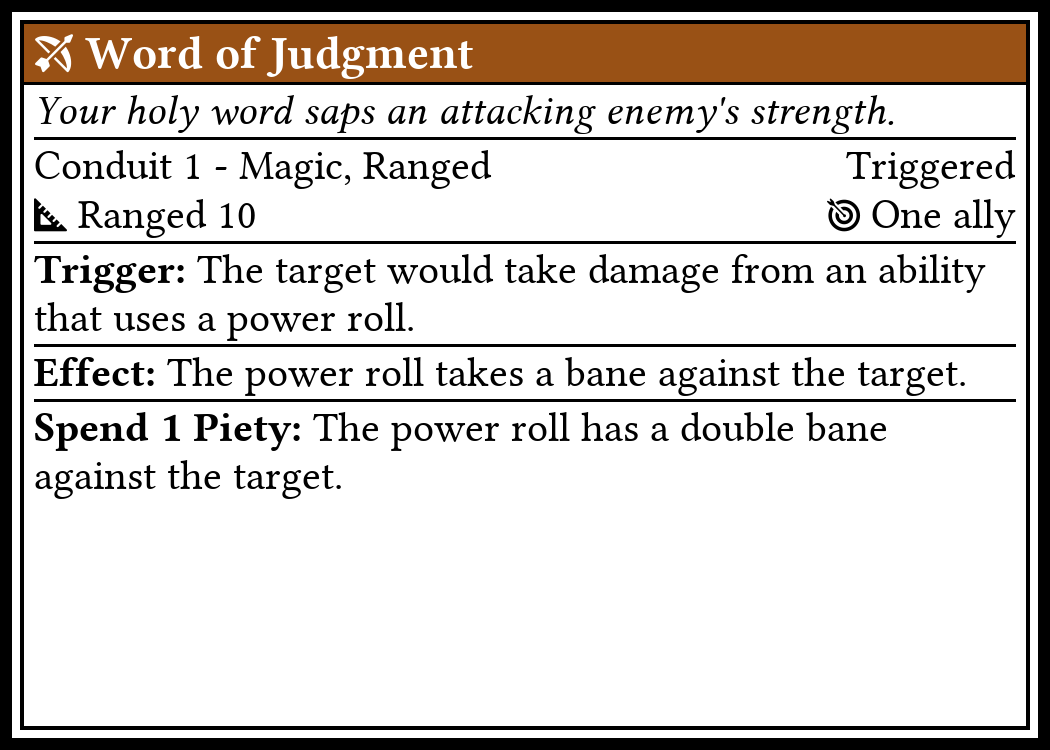 Word of Judgment
Your holy word saps an attacking enemy's strength.
Conduit 1 - Magic, Ranged Triggered
Ranged 10 One ally
Trigger: The target would take damage from an ability
that uses a power roll.
Effect: The power roll takes a bane against the target.
Spend 1 Piety: The power roll has a double bane
against the target.